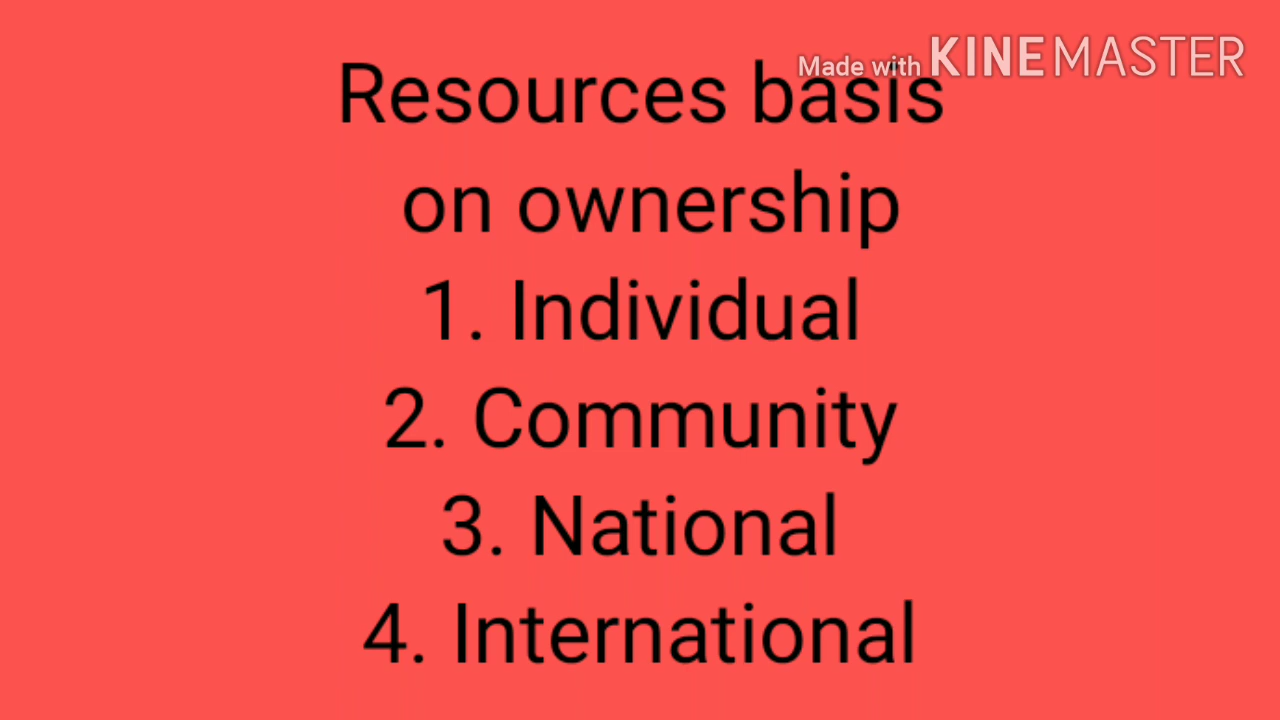 Made with KINEMASTER
Resources basis
on ownership
1. Individual
2. Community
3. National
4. International